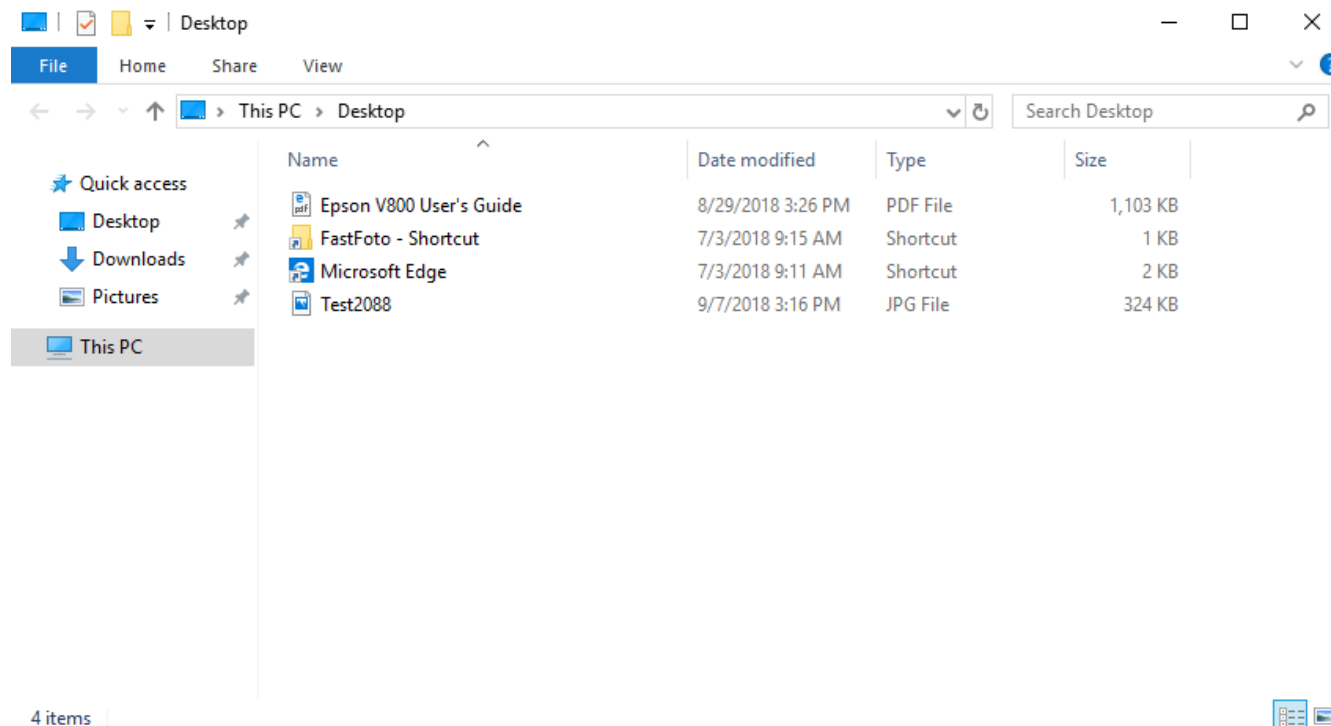 Desktop
File Home Share View
This PC > Desktop
Search Desktop
Name Date modified Type Size
Quick access
Desktop
Downloads
Pictures
This PC
Epson V800 User's Guide 8/29/2018 3:26 PM PDF File 1,103 KB
FastFoto - Shortcut 7/3/2018 9:15 AM Shortcut 1 KB
Microsoft Edge 7/3/2018 9:11 AM Shortcut 2 KB
Test2088 9/7/2018 3:16 PM JPG File 324 KB
4 items